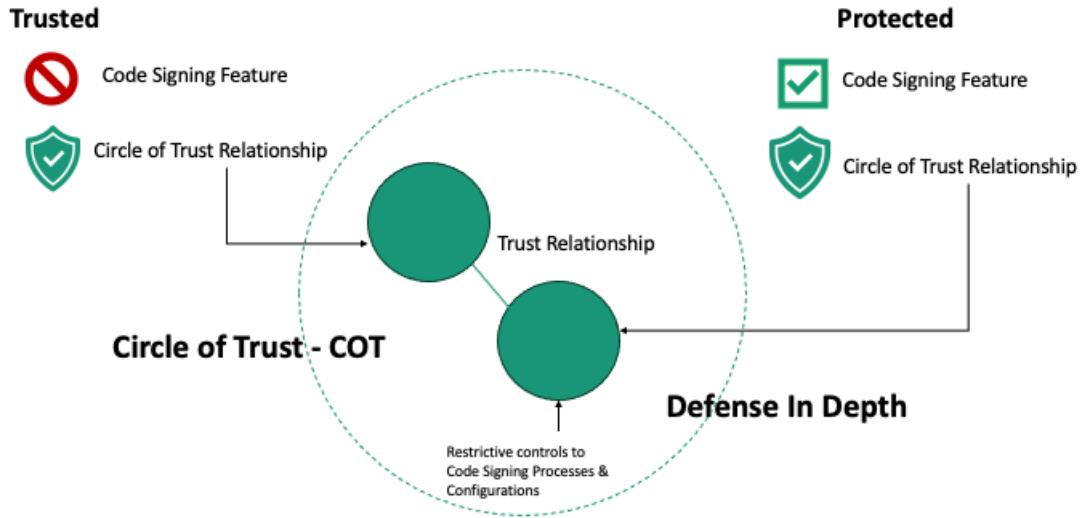 Trusted
Code Signing Feature
Circle of Trust Relationship
Protected
Code Signing Feature
Circle of Trust Relationship
Trust Relationship
Circle of Trust - COT
Defense In Depth
Restrictive controls to
Code Signing Processes &
Configurations